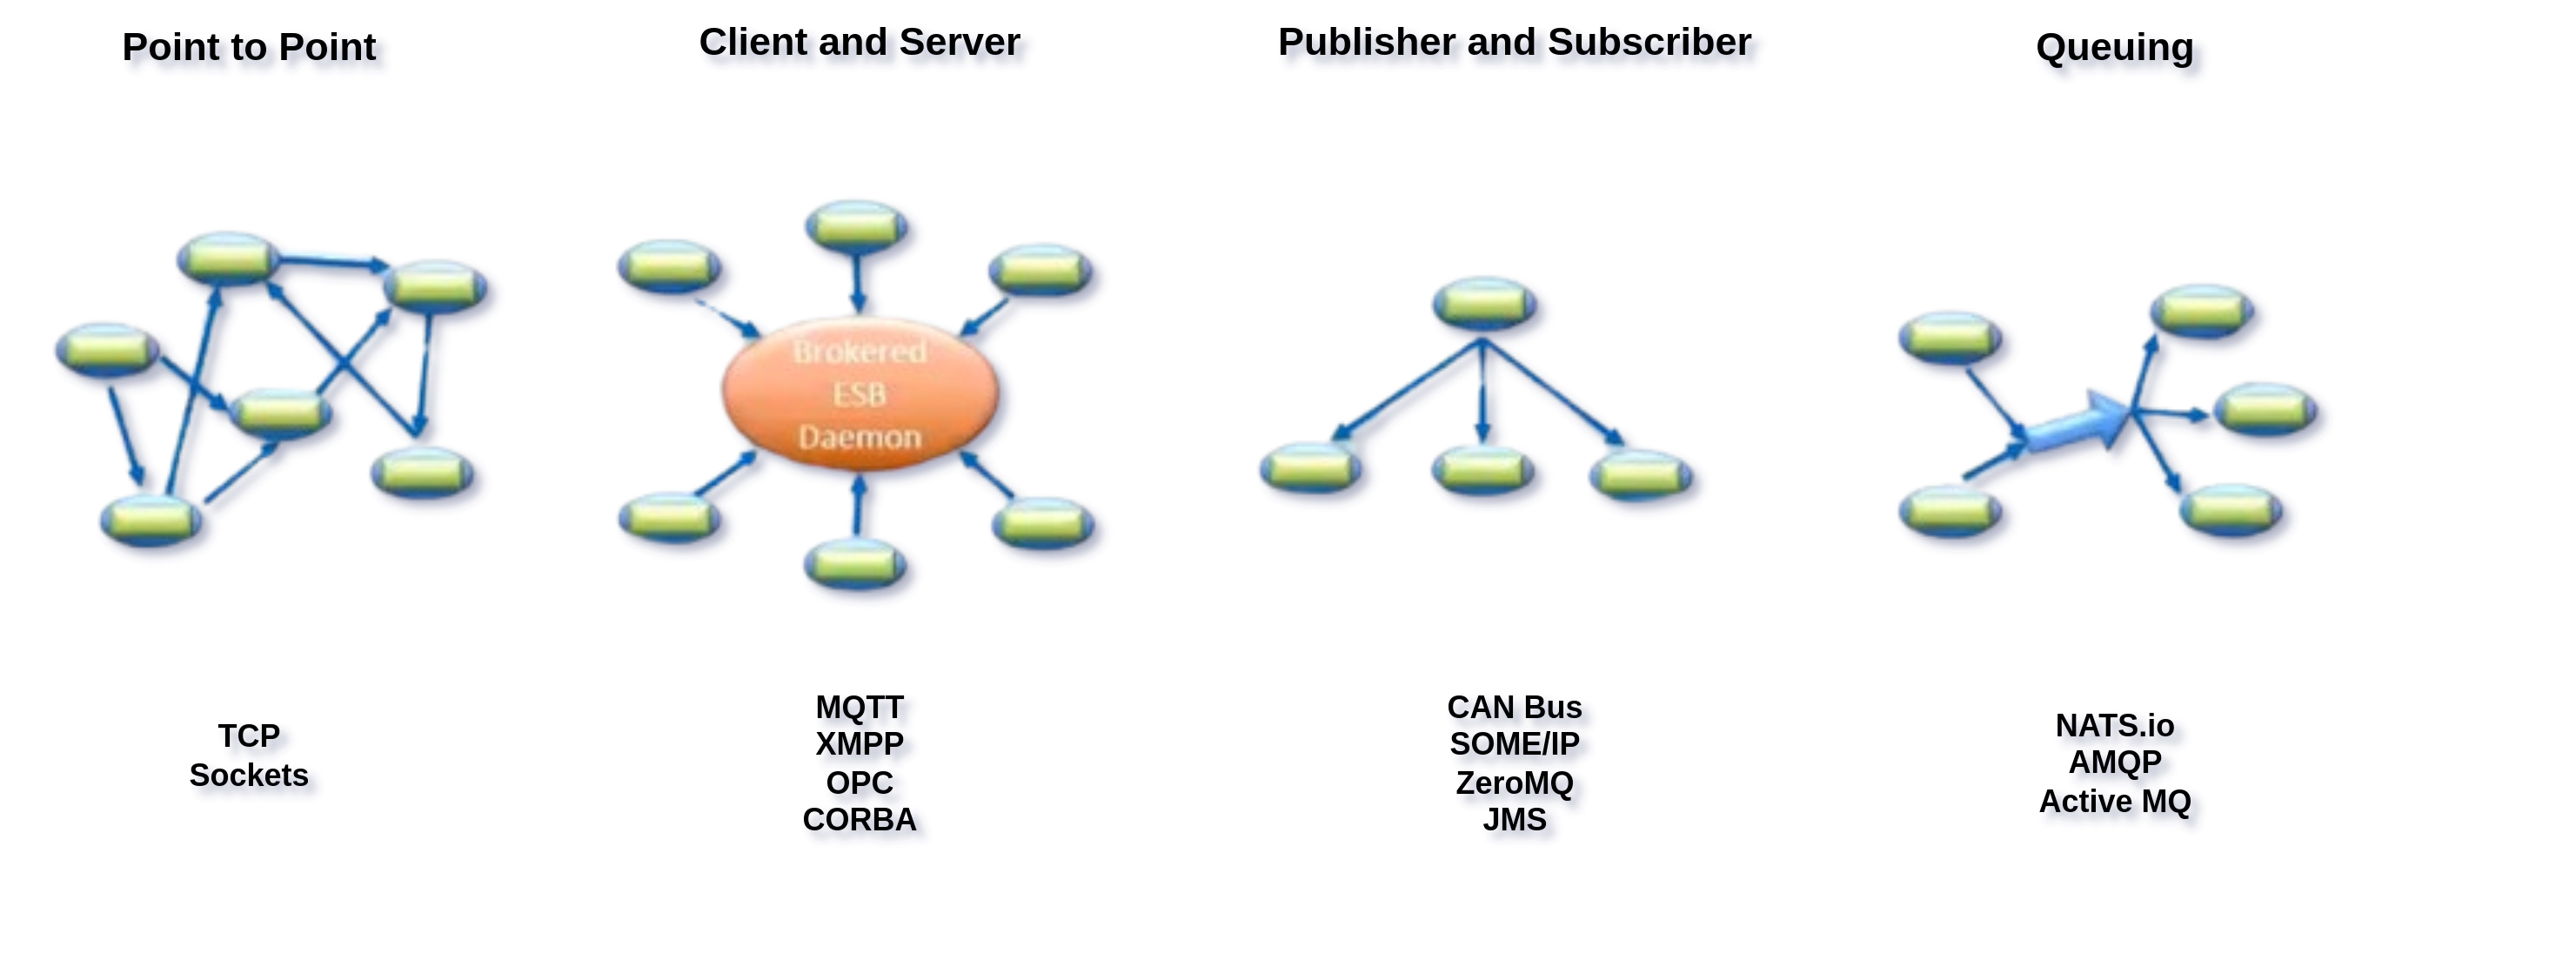 Point to Point
Client and Server
Publisher and Subscriber
Queuing
Brokered
ESB
Daemon
TCP
Sockets
MQTT
XMPP
OPC
CORBA
CAN Bus
SOME/IP
ZeroMQ
JMS
NATS.io
AMQP
Active MQ